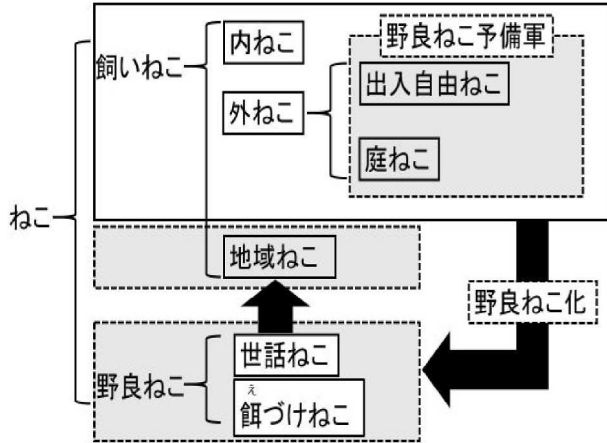 野良ねこ予備軍
内ねこ
飼いねこ
出入自由ねこ
外ねこ
庭ねこ
ねこ
地域ねこ
野良ねこ化
世話ねこ
野良ねこ
え
餌づけねこ